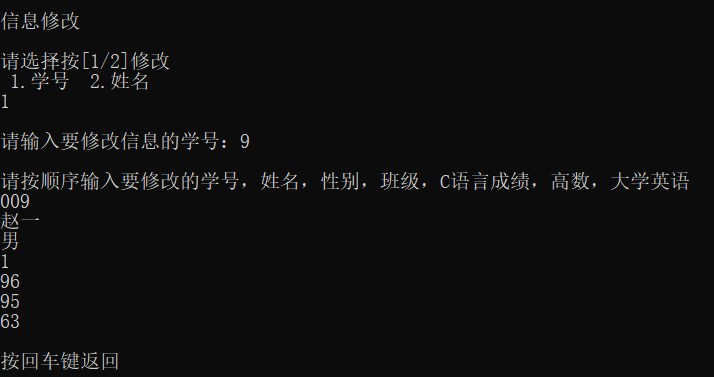 信息修改
请选择按[1/2]修改
1.学号  2.姓名
1
请输入要修改信息的学号：9
请按顺序输入要修改的学号，姓名，性别，班级，C语言成绩，高数，大学英语
009
赵一
男
1
96
95
63
按回车键返回